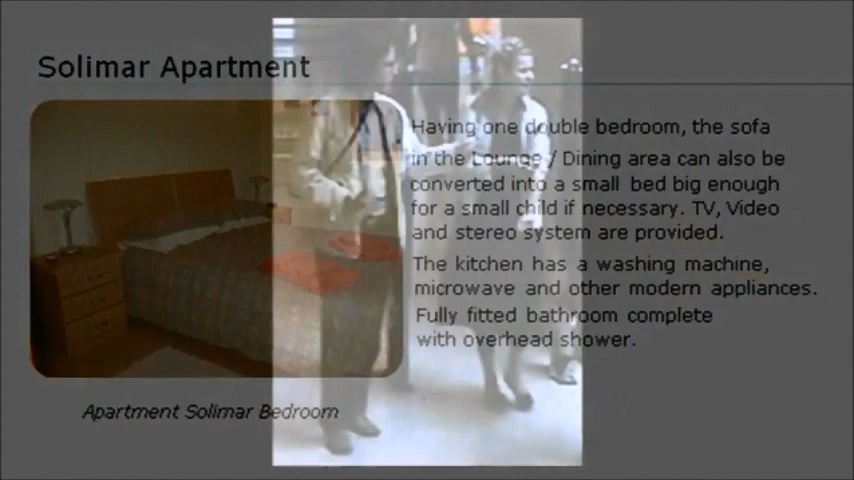 Solimar Apartment
Having one double bedroom, the sofa
in the Lounge / Dining area can also be
converted into a small bed big enough
for a small child if necessary. TV, Video
and stereo system are provided.
The kitchen has a washing machine,
microwave and other modern appliances.
Fully fitted bathroom complete
with overhead shower.
Apartment Solimar Bedroom